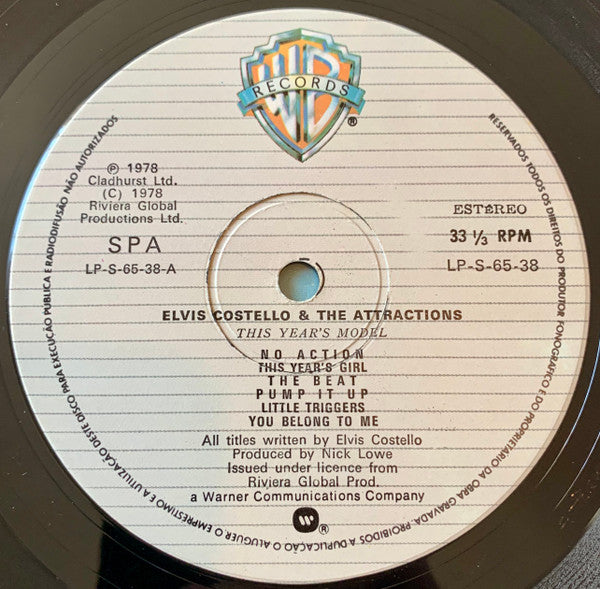 WB
RECORDS
®
℗ 1978
Cladhurst Ltd.
(C) 1978
Riviera Global
Productions Ltd.
SPA
LP-S-65-38-A
ESTÉREO
33 ⅓ RPM
LP-S-65-38
ELVIS COSTELLO & THE ATTRACTIONS
THIS YEAR'S MODEL
NO ACTION
THIS YEAR'S GIRL
THE BEAT
PUMP IT UP
LITTLE TRIGGERS
YOU BELONG TO ME
All titles written by Elvis Costello
Produced by Nick Lowe
Issued under licence from
Riviera Global Prod.
a Warner Communications Company
®
RESERVADOS TODOS OS DIREITOS DO PRODUTOR FONOGRÁFICO E DO PROPRIETÁRIO DA OBRA GRAVADA. PROIBIDOS A DUPLICAÇÃO O ALUGUER, O EMPRESTIMO E A UTILIZAÇÃO DESTE DISCO PARA EXECUÇÃO PUBLICA E RADIODIFUSÃO NÃO AUTORIZADOS